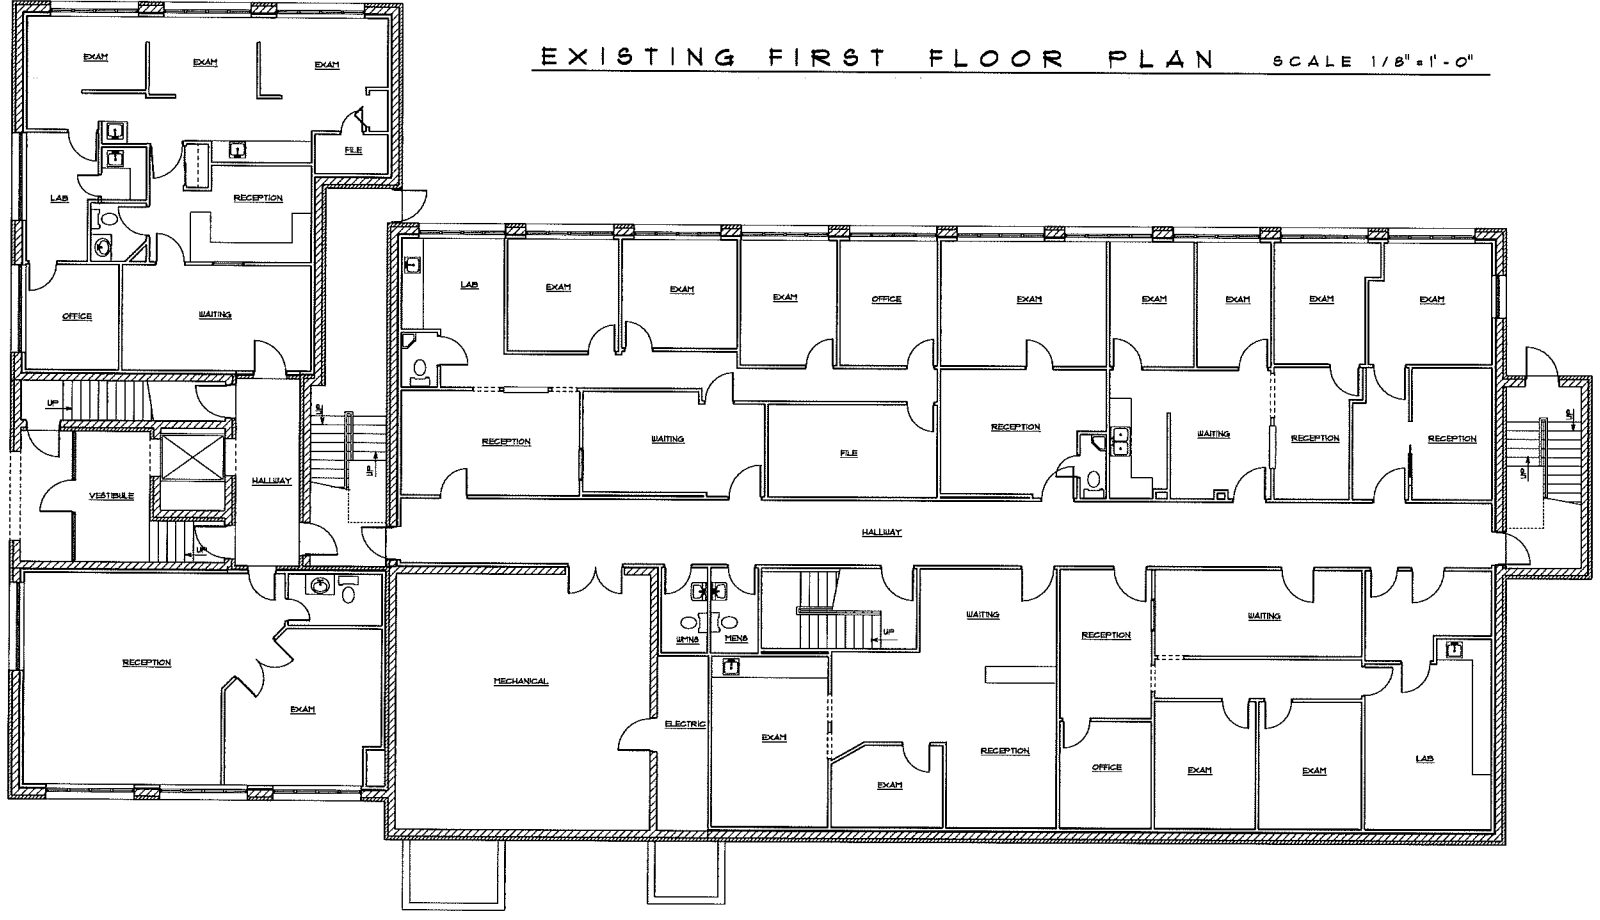 EXISTING FIRST FLOOR PLAN SCALE 1/8"=1'-0"
EXAM EXAM EXAM
FILE
LAB RECEPTION
OFFICE WAITING
LAB EXAM EXAM EXAM OFFICE EXAM EXAM EXAM EXAM EXAM
UP UP UP
RECEPTION WAITING FILE RECEPTION WAITING RECEPTION RECEPTION
UP UP
VESTIBULE HALLWAY
HALLWAY
UP
WAITING WAITING
WMNS MENS UP RECEPTION
RECEPTION
MECHANICAL
EXAM ELECTRIC
EXAM RECEPTION
OFFICE EXAM EXAM LAB
EXAM